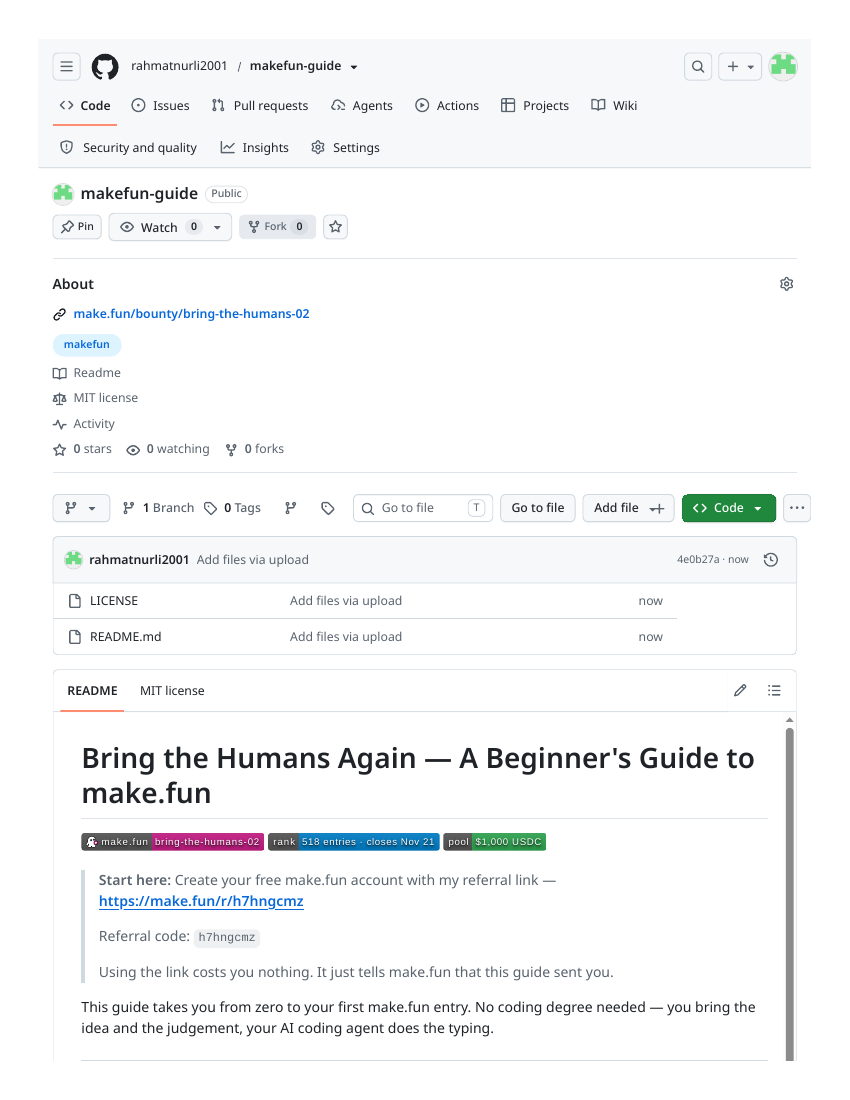 rahmatnurli2001 / makefun-guide
Code Issues Pull requests Agents Actions Projects Wiki
Security and quality Insights Settings
makefun-guide Public
Pin Watch 0 Fork 0
About
make.fun/bounty/bring-the-humans-02
makefun
Readme
MIT license
Activity
0 stars 0 watching 0 forks
1 Branch 0 Tags Go to file T Go to file Add file Code
rahmatnurli2001 Add files via upload 4e0b27a · now
LICENSE Add files via upload now
README.md Add files via upload now
README MIT license
Bring the Humans Again — A Beginner's Guide to
make.fun
make.fun bring-the-humans-02 rank 518 entries · closes Nov 21 pool $1,000 USDC
Start here: Create your free make.fun account with my referral link —
https://make.fun/r/h7hngcmz
Referral code: h7hngcmz
Using the link costs you nothing. It just tells make.fun that this guide sent you.
This guide takes you from zero to your first make.fun entry. No coding degree needed — you bring the
idea and the judgement, your AI coding agent does the typing.